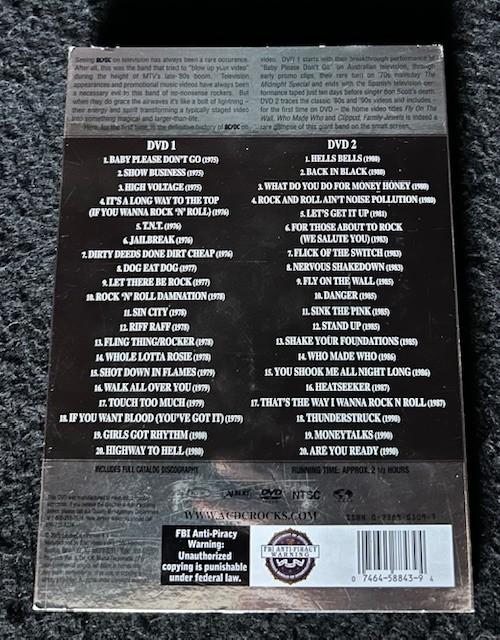 Seeing AC/DC on television has always been a rare occurence.
After all, this was the band that tried to "blow up your video"
during the height of MTV's late-'80s boom. Television
appearances and promotional music videos have always been
a necessary evil to this band of no-nonsense rockers. But
when they do grace the airwaves it's like a bolt of lightning –
their energy and spirit transforming a typically staged video
into something magical and larger-than-life.
Here, for the first time, is the definitive history of AC/DC on
video. DVD 1 starts with their breakthrough performance of
"Baby Please Don't Go" on Australian television, through
early promo clips, their rare turn on '70s mainstay The
Midnight Special and ends with the Spanish television per-
formance taped just ten days before singer Bon Scott's death.
DVD 2 traces the classic '80s and '90s videos and includes -
for the first time on DVD - the home video titles Fly On The
Wall, Who Made Who and Clipped. Family Jewels is indeed a
rare glimpse of this giant band on the small screen.
DVD 1
1. BABY PLEASE DON'T GO (1975)
2. SHOW BUSINESS (1975)
3. HIGH VOLTAGE (1975)
4. IT'S A LONG WAY TO THE TOP
(IF YOU WANNA ROCK 'N' ROLL) (1976)
5. T.N.T. (1976)
6. JAILBREAK (1976)
7. DIRTY DEEDS DONE DIRT CHEAP (1976)
8. DOG EAT DOG (1977)
9. LET THERE BE ROCK (1977)
10. ROCK 'N' ROLL DAMNATION (1978)
11. SIN CITY (1978)
12. RIFF RAFF (1978)
13. FLING THING/ROCKER (1978)
14. WHOLE LOTTA ROSIE (1978)
15. SHOT DOWN IN FLAMES (1979)
16. WALK ALL OVER YOU (1979)
17. TOUCH TOO MUCH (1979)
18. IF YOU WANT BLOOD (YOU'VE GOT IT) (1979)
19. GIRLS GOT RHYTHM (1980)
20. HIGHWAY TO HELL (1980)
DVD 2
1. HELLS BELLS (1980)
2. BACK IN BLACK (1980)
3. WHAT DO YOU DO FOR MONEY HONEY (1980)
4. ROCK AND ROLL AIN'T NOISE POLLUTION (1980)
5. LET'S GET IT UP (1981)
6. FOR THOSE ABOUT TO ROCK
(WE SALUTE YOU) (1983)
7. FLICK OF THE SWITCH (1983)
8. NERVOUS SHAKEDOWN (1983)
9. FLY ON THE WALL (1985)
10. DANGER (1985)
11. SINK THE PINK (1985)
12. STAND UP (1985)
13. SHAKE YOUR FOUNDATIONS (1985)
14. WHO MADE WHO (1986)
15. YOU SHOOK ME ALL NIGHT LONG (1986)
16. HEATSEEKER (1987)
17. THAT'S THE WAY I WANNA ROCK N ROLL (1987)
18. THUNDERSTRUCK (1990)
19. MONEYTALKS (1990)
20. ARE YOU READY (1990)
INCLUDES FULL CATALOG DISCOGRAPHY
RUNNING TIME: APPROX. 2 ½ HOURS
DVD NTSC
WWW.ACDCROCKS.COM
FBI Anti-Piracy
Warning:
Unauthorized
copying is punishable
under federal law.
FBI ANTI-PIRACY
WARNING
0 7464-58843-9 4